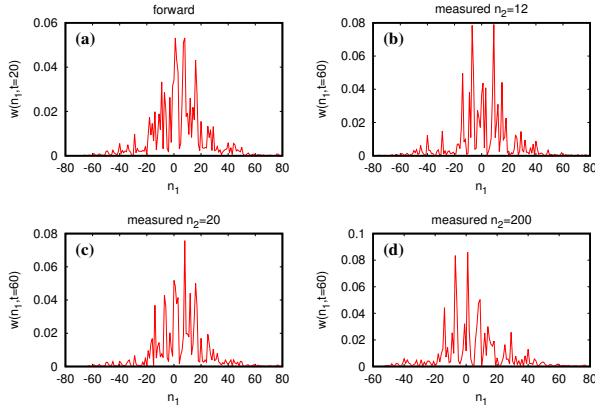 forward
(a)
w(n1,t=20)
0.06
0.04
0.02
0
-80 -60 -40 -20 0 20 40 60 80
n1
measured n2=12
(b)
w(n1,t=60)
0.08
0.06
0.04
0.02
0
-80 -60 -40 -20 0 20 40 60 80
n1
measured n2=20
(c)
w(n1,t=60)
0.08
0.06
0.04
0.02
0
-80 -60 -40 -20 0 20 40 60 80
n1
measured n2=200
(d)
w(n1,t=60)
0.1
0.08
0.06
0.04
0.02
0
-60 -40 -20 0 20 40 60 80
n1